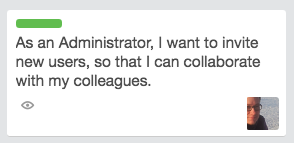 As an Administrator, I want to invite
new users, so that I can collaborate
with my colleagues.